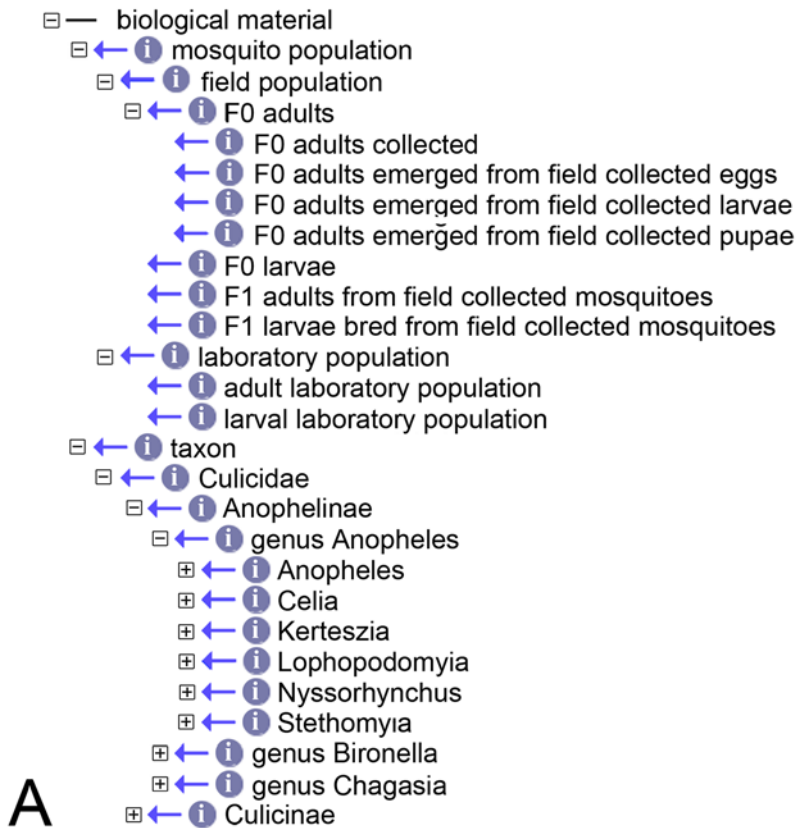 biological material
mosquito population
field population
F0 adults
F0 adults collected
F0 adults emerged from field collected eggs
F0 adults emerged from field collected larvae
F0 adults emerged from field collected pupae
F0 larvae
F1 adults from field collected mosquitoes
F1 larvae bred from field collected mosquitoes
laboratory population
adult laboratory population
larval laboratory population
taxon
Culicidae
Anophelinae
genus Anopheles
Anopheles
Celia
Kerteszia
Lophopodomyia
Nyssorhynchus
Stethomyia
genus Bironella
genus Chagasia
Culicinae
A